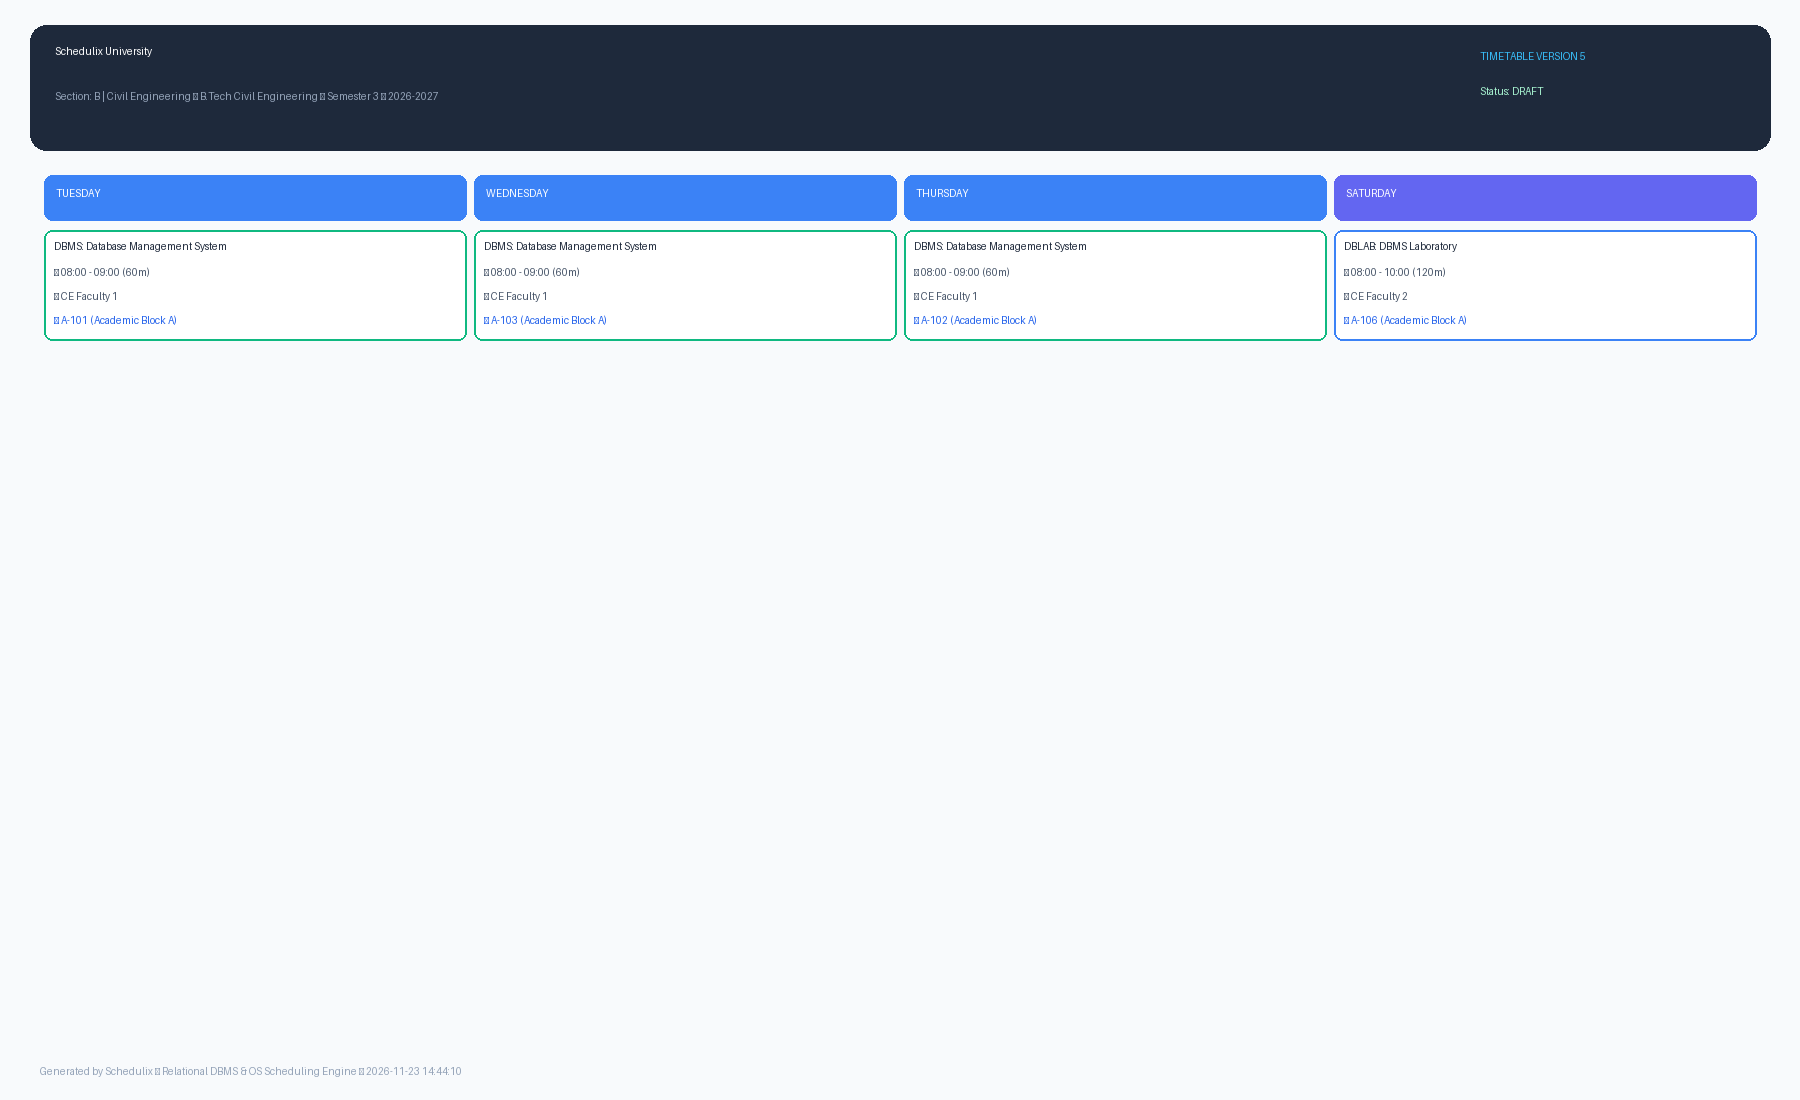 Schedulix University
TIMETABLE VERSION 5
Section: B | Civil Engineering ▯ B.Tech Civil Engineering ▯ Semester 3 ▯ 2026-2027
Status: DRAFT
TUESDAY
DBMS: Database Management System
▯ 08:00 - 09:00 (60m)
▯ CE Faculty 1
▯ A-101 (Academic Block A)
WEDNESDAY
DBMS: Database Management System
▯ 08:00 - 09:00 (60m)
▯ CE Faculty 1
▯ A-103 (Academic Block A)
THURSDAY
DBMS: Database Management System
▯ 08:00 - 09:00 (60m)
▯ CE Faculty 1
▯ A-102 (Academic Block A)
SATURDAY
DBLAB: DBMS Laboratory
▯ 08:00 - 10:00 (120m)
▯ CE Faculty 2
▯ A-106 (Academic Block A)
Generated by Schedulix ▯ Relational DBMS & OS Scheduling Engine ▯ 2026-11-23 14:44:10